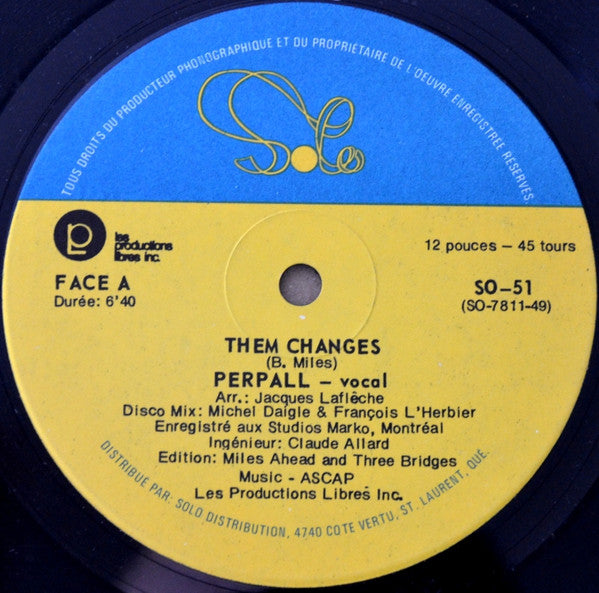 TOUS DROITS DU PRODUCTEUR PHONOGRAPHIQUE ET DU PROPRIETAIRE DE L'OEUVRE ENREGISTRÉE RÉSERVÉS.
Solo
les
productions
libres inc.
12 pouces – 45 tours
FACE A
Durée: 6'40
SO–51
(SO-7811-49)
THEM CHANGES
(B. Miles)
PERPALL – vocal
Arr.: Jacques Laflèche
Disco Mix: Michel Daigle & François L'Herbier
Enregistré aux Studios Marko, Montréal
Ingénieur: Claude Allard
Edition: Miles Ahead and Three Bridges
Music - ASCAP
Les Productions Libres Inc.
DISTRIBUE PAR: SOLO DISTRIBUTION, 4740 COTE VERTU, ST. LAURENT, QUE.